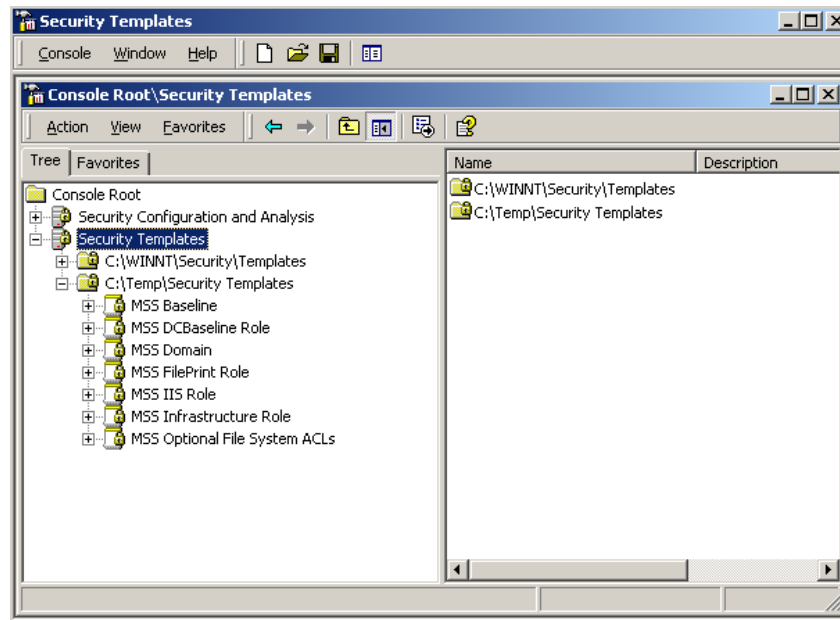 Security Templates
Console Window Help
Console Root\Security Templates
Action View Favorites
Tree Favorites
Console Root
Security Configuration and Analysis
Security Templates
C:\WINNT\Security\Templates
C:\Temp\Security Templates
MSS Baseline
MSS DCBaseline Role
MSS Domain
MSS FilePrint Role
MSS IIS Role
MSS Infrastructure Role
MSS Optional File System ACLs
Name Description
C:\WINNT\Security\Templates
C:\Temp\Security Templates